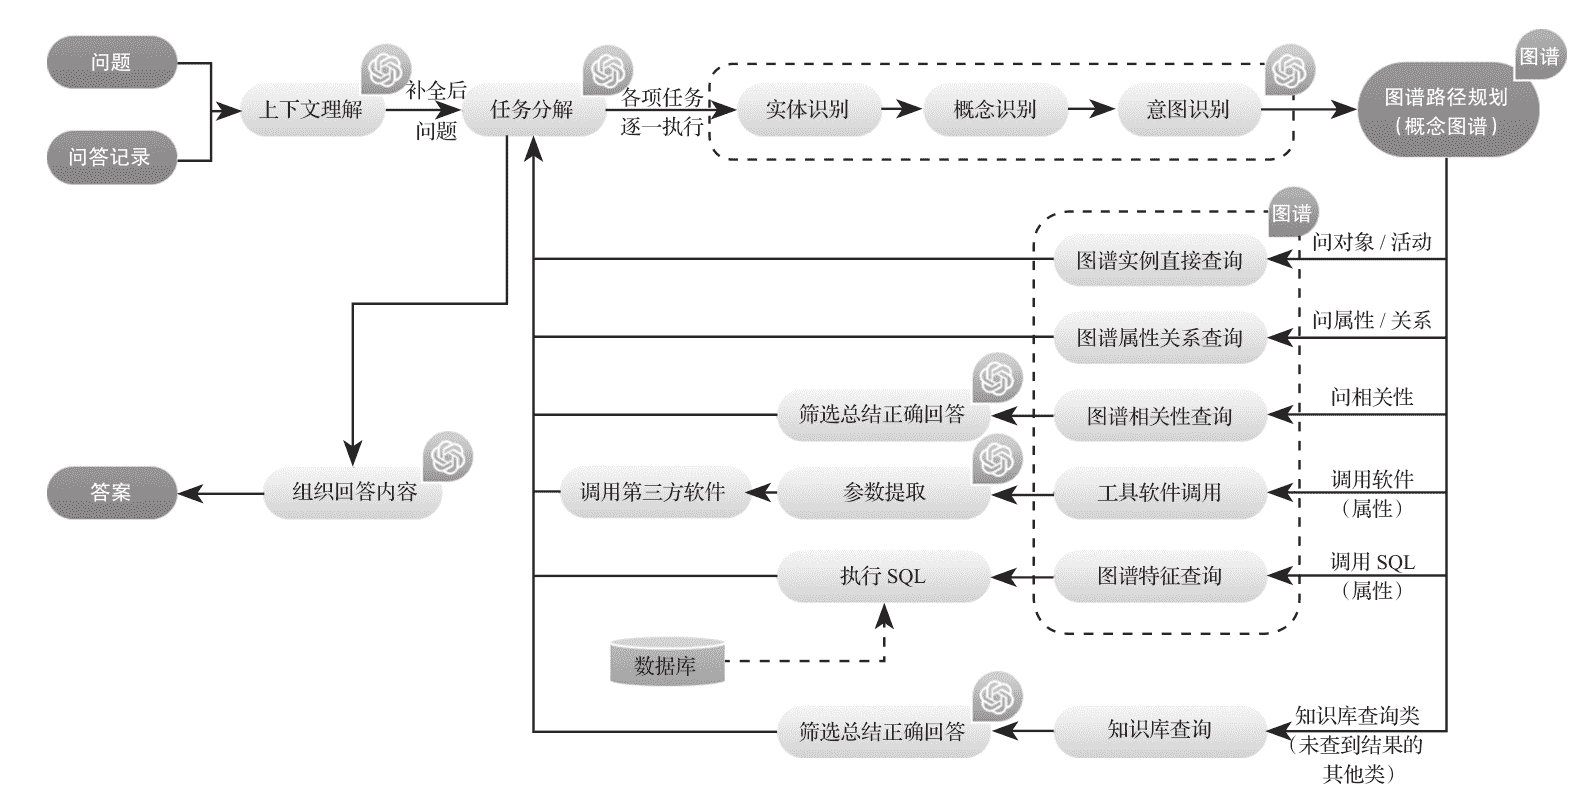 问题
问答记录
上下文理解
补全后
问题
任务分解
各项任务
逐一执行
实体识别
概念识别
意图识别
图谱
图谱路径规划
（概念图谱）
图谱
问对象 / 活动
图谱实例直接查询
问属性 / 关系
图谱属性关系查询
问相关性
图谱相关性查询
筛选总结正确回答
调用软件
（属性）
工具软件调用
参数提取
调用第三方软件
组织回答内容
答案
调用 SQL
（属性）
图谱特征查询
执行 SQL
数据库
知识库查询类
（未查到结果的
其他类）
知识库查询
筛选总结正确回答